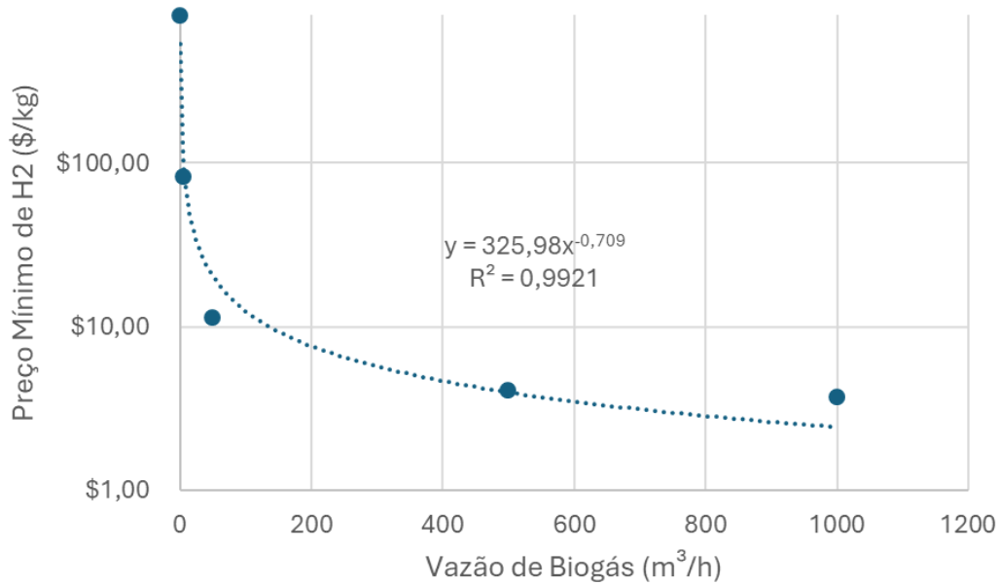 Preço Mínimo de H2 ($/kg)
$100,00
$10,00
$1,00
y = 325,98x⁻⁰,⁷⁰⁹
R² = 0,9921
0 200 400 600 800 1000 1200
Vazão de Biogás (m³/h)